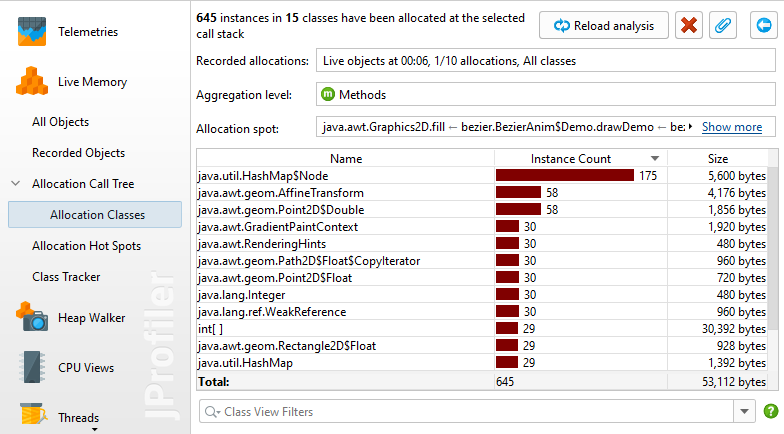 Telemetries
Live Memory
All Objects
Recorded Objects
Allocation Call Tree
Allocation Classes
Allocation Hot Spots
Class Tracker
Heap Walker
CPU Views
Threads
JProfiler
645 instances in 15 classes have been allocated at the selected
call stack
Reload analysis
Recorded allocations: Live objects at 00:06, 1/10 allocations, All classes
Aggregation level: m Methods
Allocation spot: java.awt.Graphics2D.fill ← bezier.BezierAnim$Demo.drawDemo ← be Show more
Name Instance Count Size
java.util.HashMap$Node 175 5,600 bytes
java.awt.geom.AffineTransform 58 4,176 bytes
java.awt.geom.Point2D$Double 58 1,856 bytes
java.awt.GradientPaintContext 30 1,920 bytes
java.awt.RenderingHints 30 480 bytes
java.awt.geom.Path2D$Float$CopyIterator 30 960 bytes
java.awt.geom.Point2D$Float 30 720 bytes
java.lang.Integer 30 480 bytes
java.lang.ref.WeakReference 30 960 bytes
int[ ] 29 30,392 bytes
java.awt.geom.Rectangle2D$Float 29 928 bytes
java.util.HashMap 29 1,392 bytes
Total: 645 53,112 bytes
Class View Filters
?